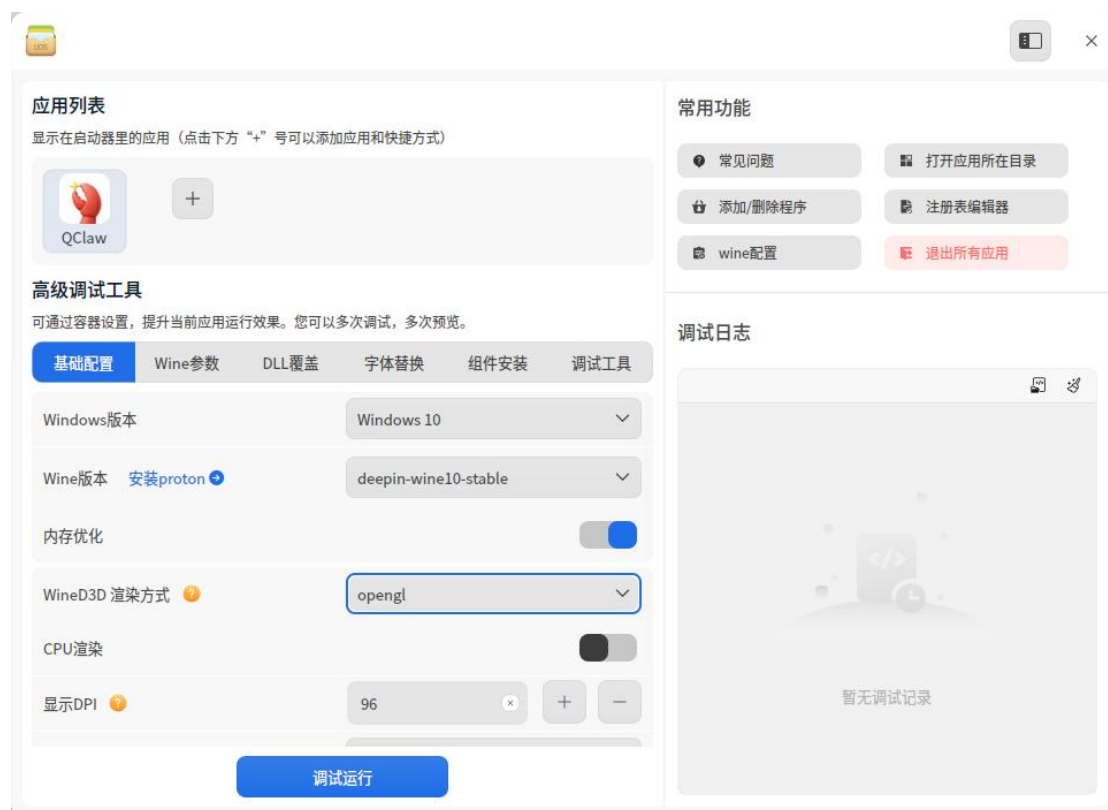 UOS
应用列表
显示在启动器里的应用（点击下方“+”号可以添加应用和快捷方式）
QClaw
高级调试工具
可通过容器设置，提升当前应用运行效果。您可以多次调试，多次预览。
基础配置 Wine参数 DLL覆盖 字体替换 组件安装 调试工具
Windows版本 Windows 10
Wine版本 安装proton deepin-wine10-stable
内存优化
WineD3D 渲染方式 opengl
CPU渲染
显示DPI 96
调试运行
常用功能
常见问题 打开应用所在目录
添加/删除程序 注册表编辑器
wine配置 退出所有应用
调试日志
暂无调试记录